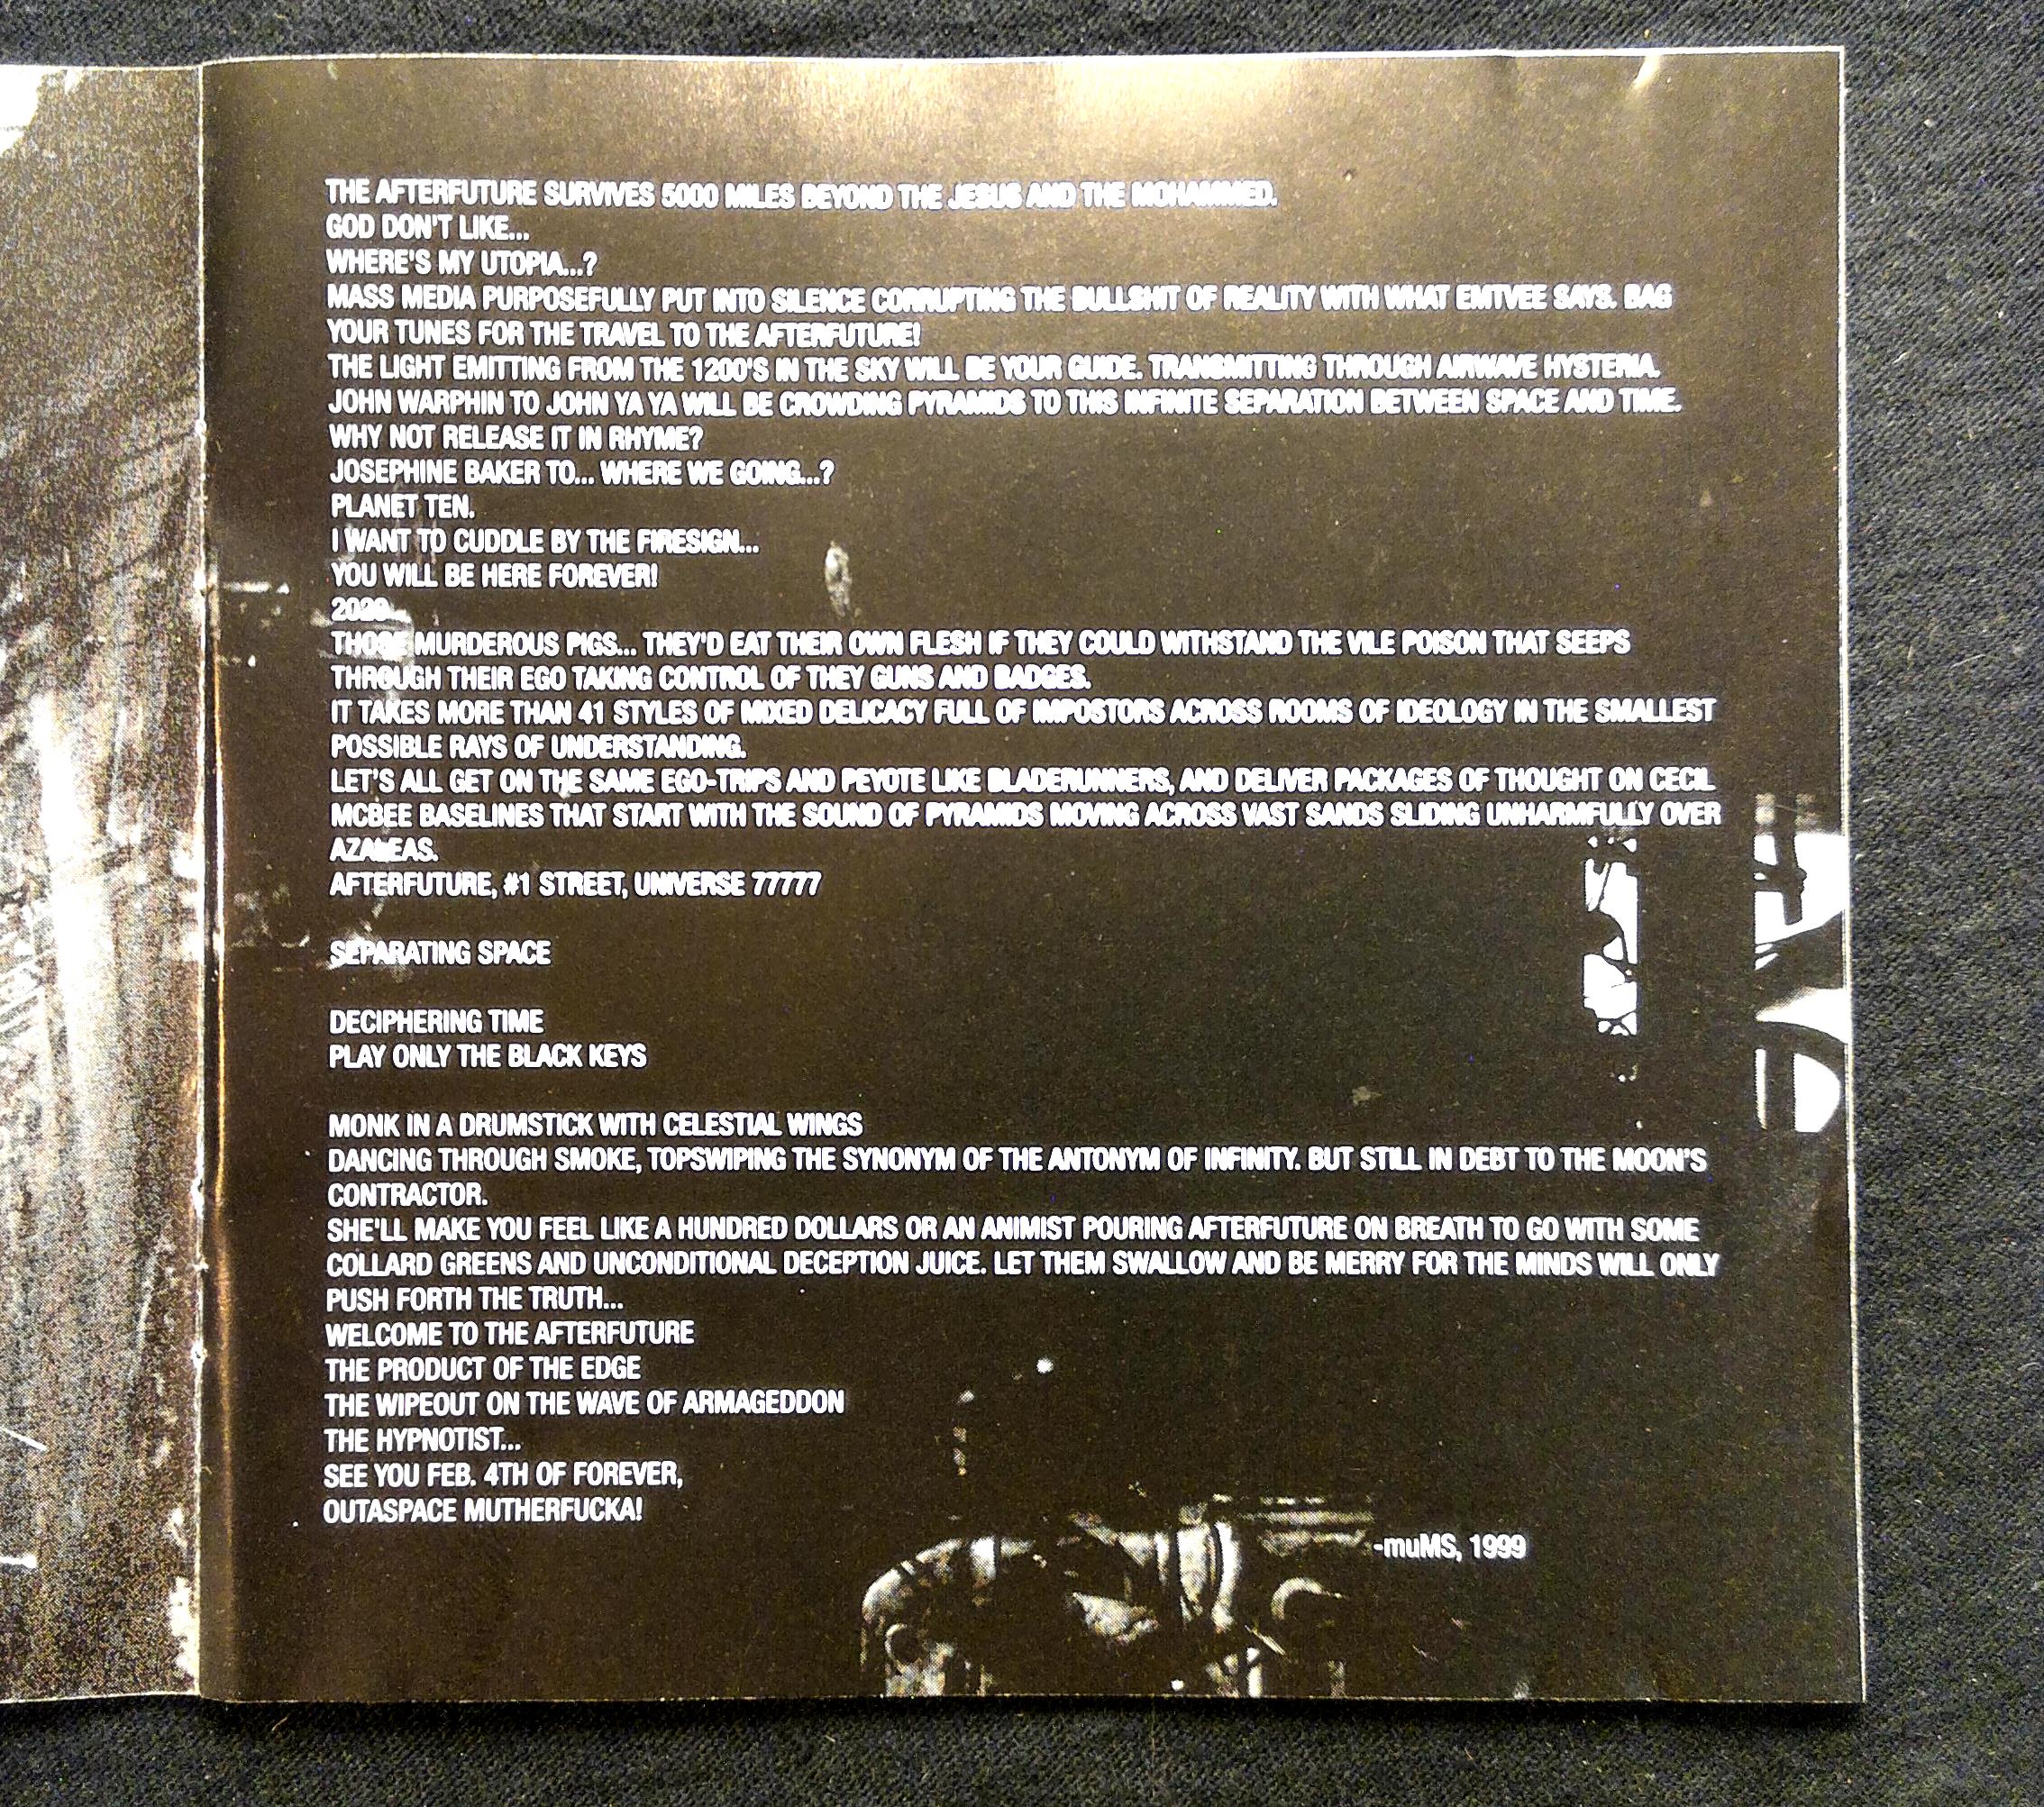 THE AFTERFUTURE SURVIVES 5000 MILES BEYOND THE JESUS AND THE MOHAMMED.
GOD DON'T LIKE...
WHERE'S MY UTOPIA...?
MASS MEDIA PURPOSEFULLY PUT INTO SILENCE CORRUPTING THE BULLSHIT OF REALITY WITH WHAT EMTVEE SAYS. BAG
YOUR TUNES FOR THE TRAVEL TO THE AFTERFUTURE!
THE LIGHT EMITTING FROM THE 1200'S IN THE SKY WILL BE YOUR GUIDE. TRANSMITTING THROUGH AIRWAVE HYSTERIA.
JOHN WARPHIN TO JOHN YA YA WILL BE CROWDING PYRAMIDS TO THIS INFINITE SEPARATION BETWEEN SPACE AND TIME.
WHY NOT RELEASE IT IN RHYME?
JOSEPHINE BAKER TO... WHERE WE GOING...?
PLANET TEN.
I WANT TO CUDDLE BY THE FIRESIGN...
YOU WILL BE HERE FOREVER!
THOSE MURDEROUS PIGS... THEY'D EAT THEIR OWN FLESH IF THEY COULD WITHSTAND THE VILE POISON THAT SEEPS
THROUGH THEIR EGO TAKING CONTROL OF THEY GUNS AND BADGES.
IT TAKES MORE THAN 41 STYLES OF MIXED DELICACY FULL OF IMPOSTORS ACROSS ROOMS OF IDEOLOGY IN THE SMALLEST
POSSIBLE RAYS OF UNDERSTANDING.
LET'S ALL GET ON THE SAME EGO-TRIPS AND PEYOTE LIKE BLADERUNNERS, AND DELIVER PACKAGES OF THOUGHT ON CECIL
MCBEE BASELINES THAT START WITH THE SOUND OF PYRAMIDS MOVING ACROSS VAST SANDS SLIDING UNHARMFULLY OVER
AZALEAS.
AFTERFUTURE, #1 STREET, UNIVERSE 77777
SEPARATING SPACE
DECIPHERING TIME
PLAY ONLY THE BLACK KEYS
MONK IN A DRUMSTICK WITH CELESTIAL WINGS
DANCING THROUGH SMOKE, TOPSWIPING THE SYNONYM OF THE ANTONYM OF INFINITY. BUT STILL IN DEBT TO THE MOON'S
CONTRACTOR.
SHE'LL MAKE YOU FEEL LIKE A HUNDRED DOLLARS OR AN ANIMIST POURING AFTERFUTURE ON BREATH TO GO WITH SOME
COLLARD GREENS AND UNCONDITIONAL DECEPTION JUICE. LET THEM SWALLOW AND BE MERRY FOR THE MINDS WILL ONLY
PUSH FORTH THE TRUTH...
WELCOME TO THE AFTERFUTURE
THE PRODUCT OF THE EDGE
THE WIPEOUT ON THE WAVE OF ARMAGEDDON
THE HYPNOTIST...
SEE YOU FEB. 4TH OF FOREVER,
OUTASPACE MUTHERFUCKA!
-muMS, 1999